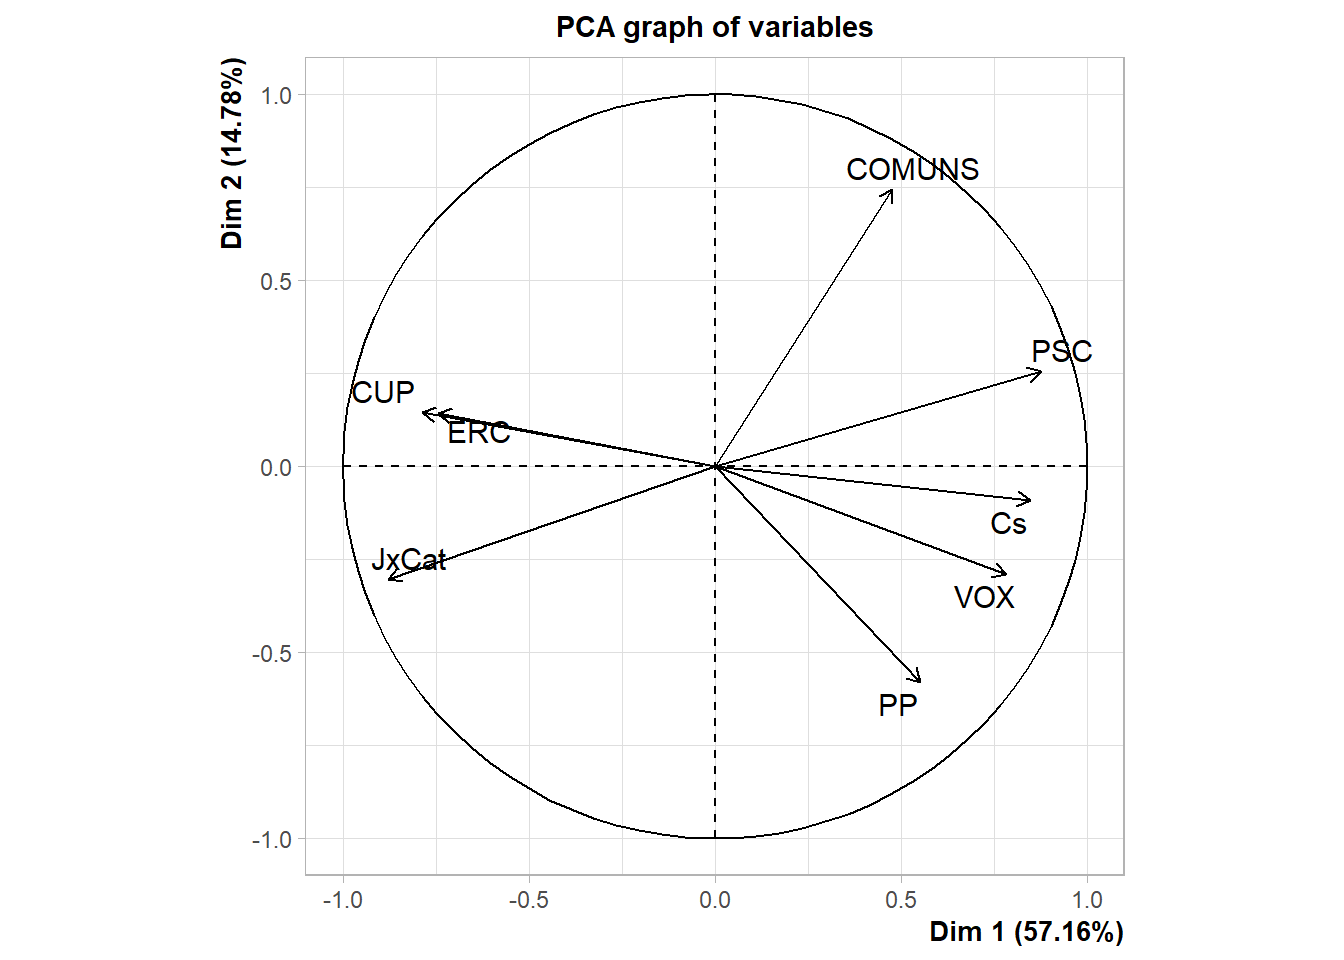 PCA graph of variables
Dim 2 (14.78%)
1.0
0.5
0.0
-0.5
-1.0
COMUNS
PSC
CUP
ERC
Cs
JxCat
VOX
PP
-1.0
-0.5
0.0
0.5
1.0
Dim 1 (57.16%)